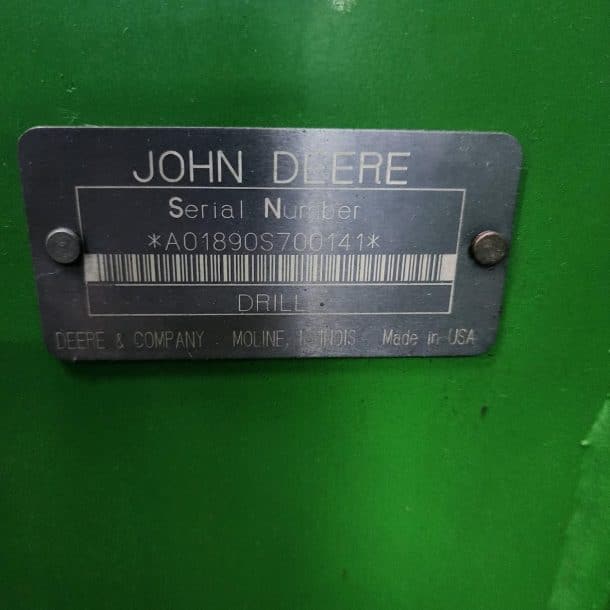 JOHN DEERE
Serial Number
*A01890S700141*
DRILL
DEERE & COMPANY MOLINE, ILLINOIS Made in USA